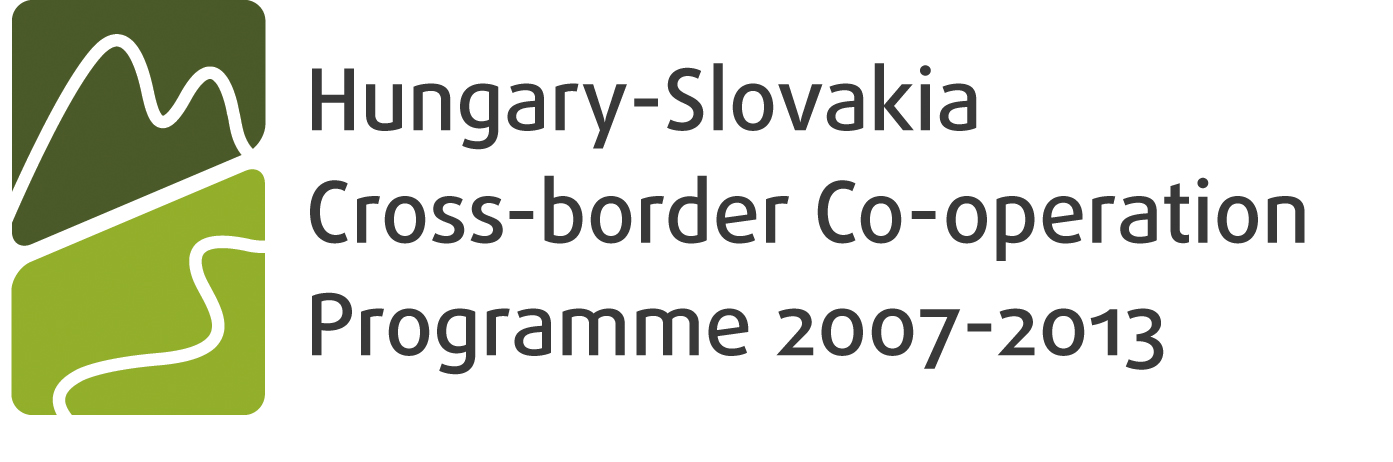 Hungary-Slovakia
Cross-border Co-operation
Programme 2007-2013